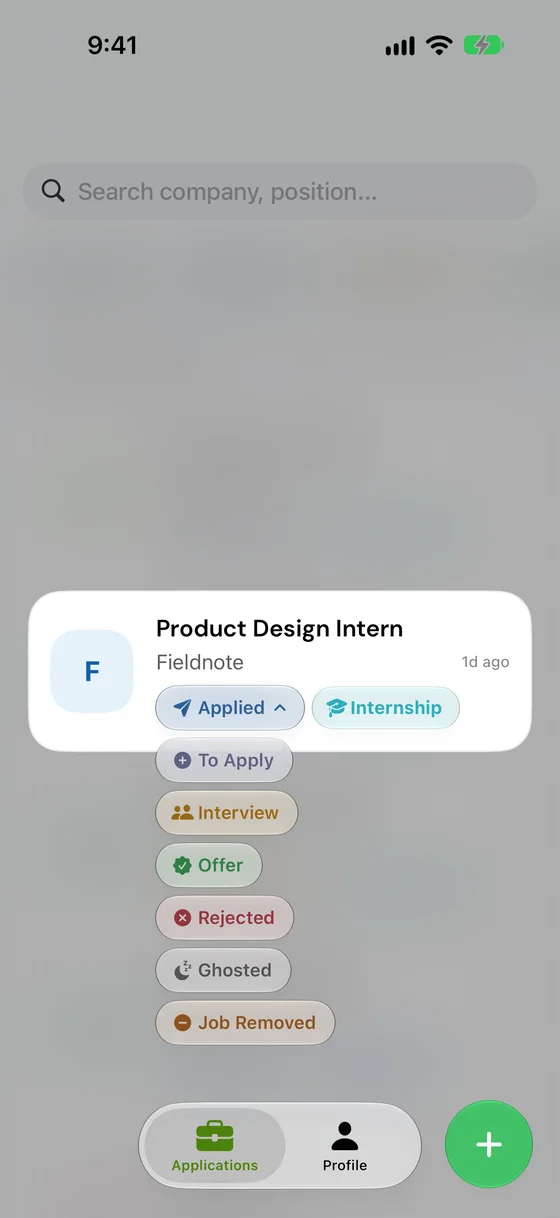 9:41
Search company, position...
Product Design Intern
F
Fieldnote
1d ago
Applied
Internship
To Apply
Interview
Offer
Rejected
Ghosted
Job Removed
Applications
Profile